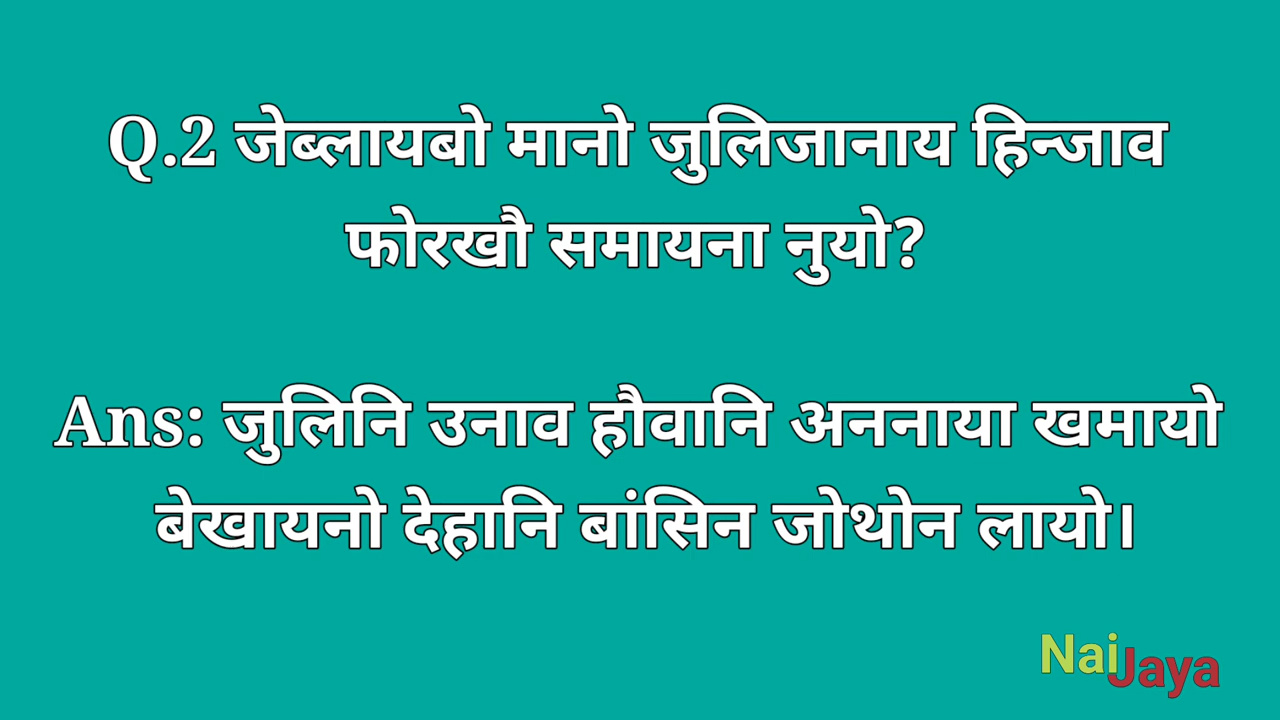 Q.2 जेब्लायबो मानो जुलिजानाय हिन्जाव
फोरखौ समायना नुयो?
Ans: जुलिनि उनाव हौवानि अननाया खमायो
बेखायनो देहानि बांसिन जोथोन लायो।
NaiJaya